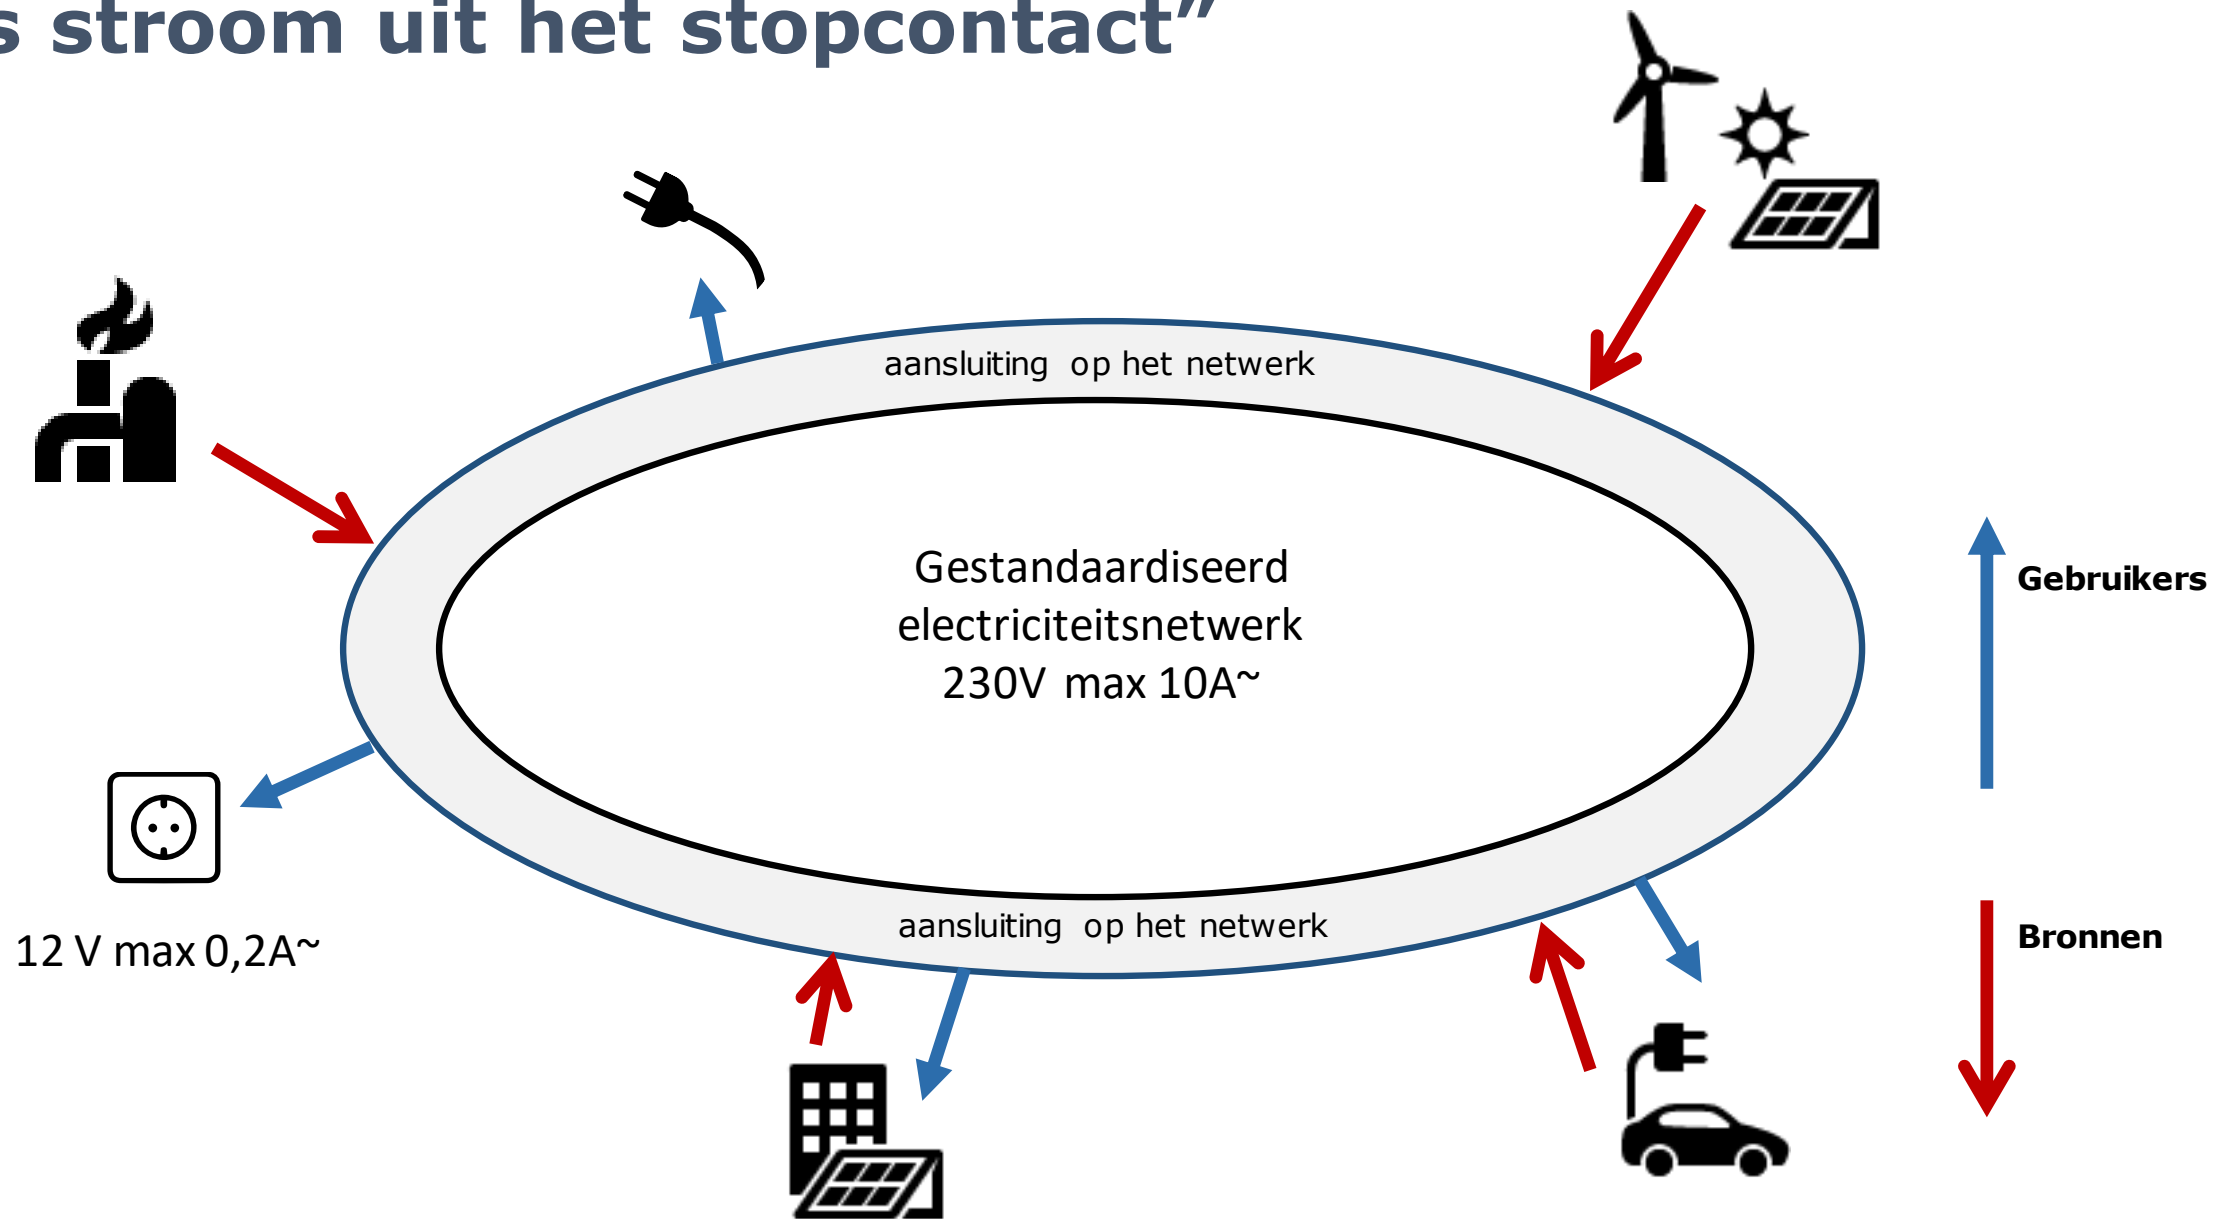 s stroom uit het stopcontact”
aansluiting op het netwerk
Gestandaardiseerd
electriciteitsnetwerk
230V max 10A~
Gebruikers
aansluiting op het netwerk
Bronnen
12 V max 0,2A~